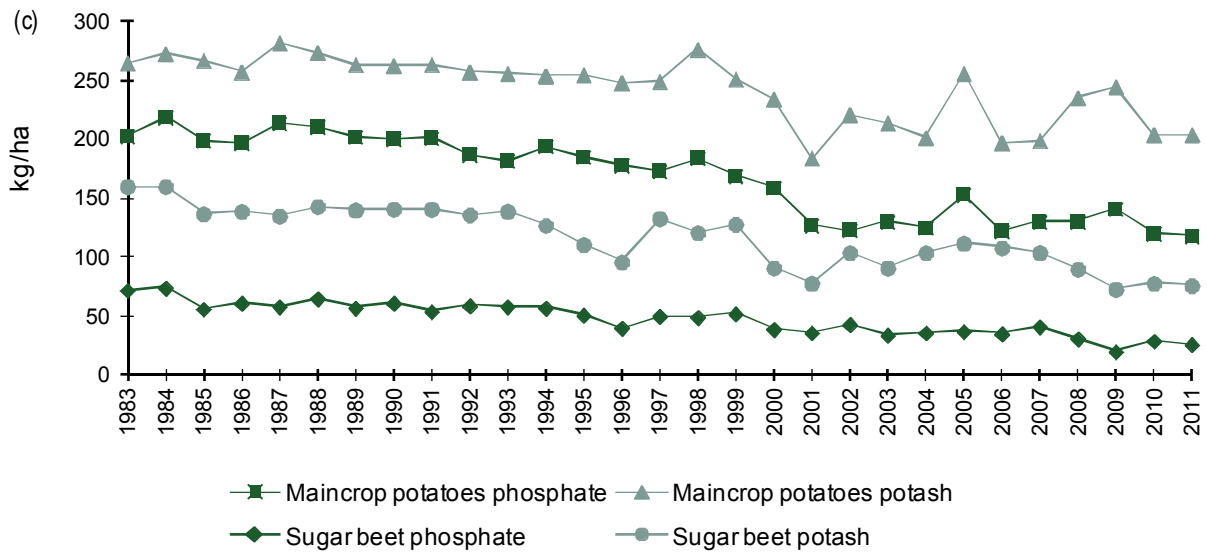 (c)
kg/ha
300
250
200
150
100
50
0
1983 1984 1985 1986 1987 1988 1989 1990 1991 1992 1993 1994 1995 1996 1997 1998 1999 2000 2001 2002 2003 2004 2005 2006 2007 2008 2009 2010 2011
Maincrop potatoes phosphate Maincrop potatoes potash
Sugar beet phosphate Sugar beet potash